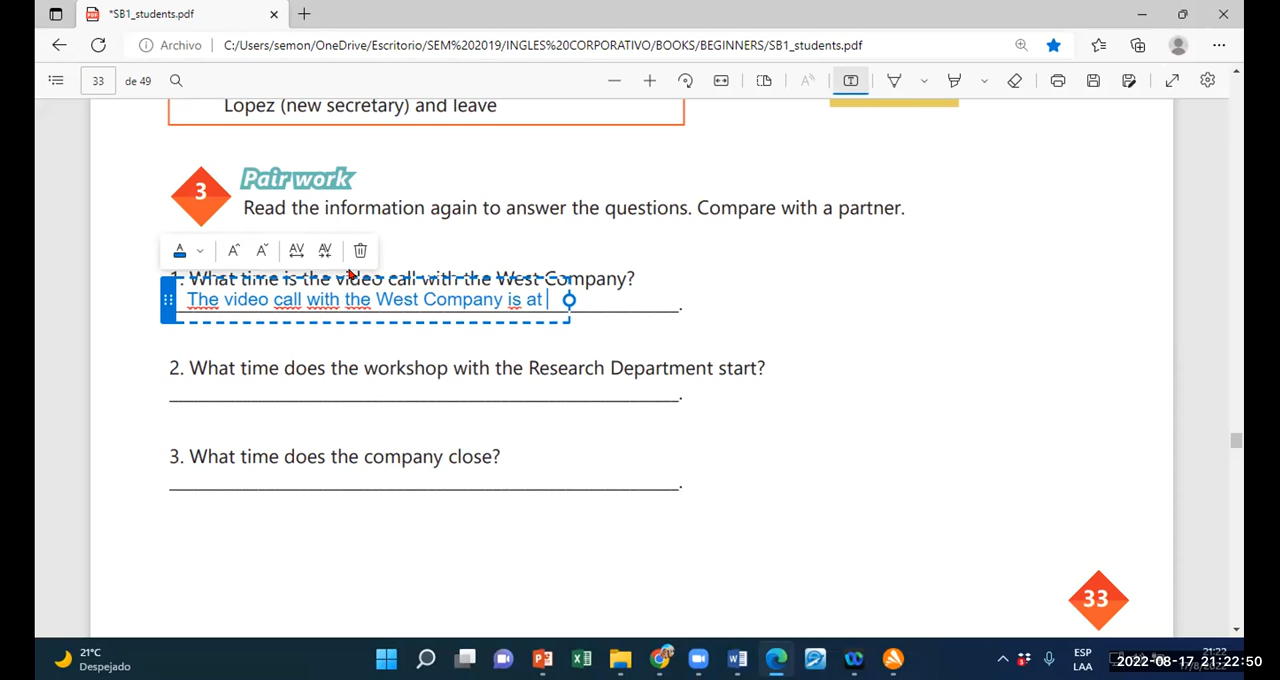 *SB1_students.pdf
Archivo
C:/Users/semon/OneDrive/Escritorio/SEM%202019/INGLES%20CORPORATIVO/BOOKS/BEGINNERS/SB1_students.pdf
33 de 49
Lopez (new secretary) and leave
3
Pair work
Read the information again to answer the questions. Compare with a partner.
1. What time is the video call with the West Company?
The video call with the West Company is at
2. What time does the workshop with the Research Department start?
3. What time does the company close?
33
21°C
Despejado
ESP
LAA
21:22
2022-08-17 21:22:50